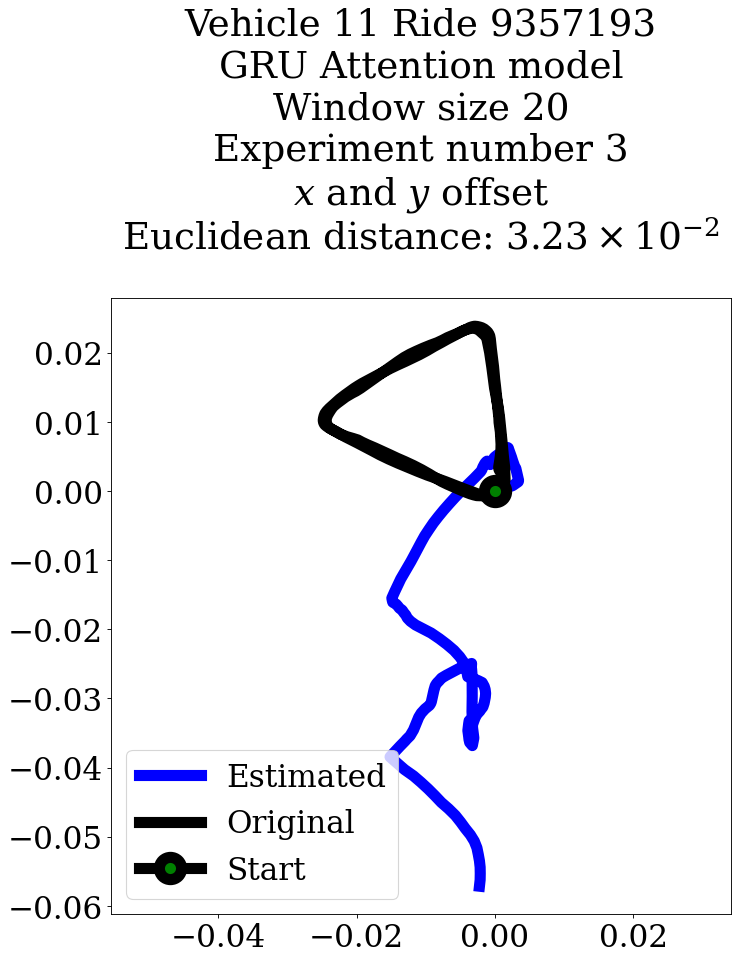 Vehicle 11 Ride 9357193
GRU Attention model
Window size 20
Experiment number 3
x and y offset
Euclidean distance: 3.23 × 10⁻²
0.02
0.01
0.00
−0.01
−0.02
−0.03
−0.04
−0.05
−0.06
Estimated
Original
Start
−0.04 −0.02 0.00 0.02